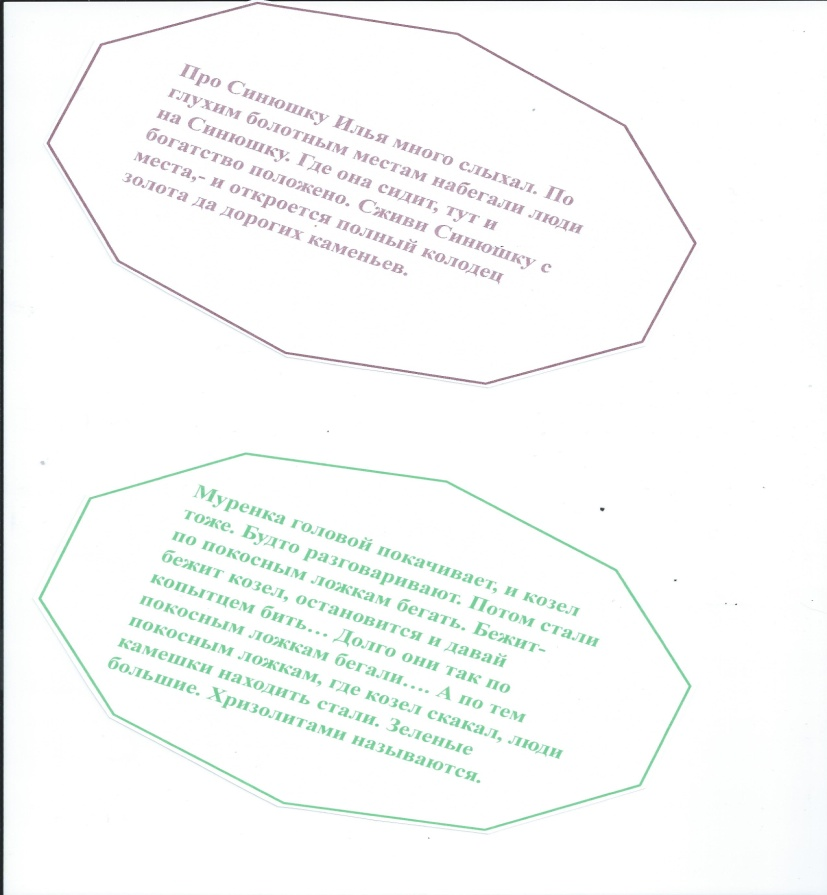 Про Синюшку Илья много слыхал. По
глухим болотным местам набегали люди
на Синюшку. Где она сидит, тут и
богатство положено. Сживи Синюшку с
места,- и откроется полный колодец
золота да дорогих каменьев.
Муренка головой покачивает, и козел
тоже. Будто разговаривают. Потом стали
по покосным ложкам бегать. Бежит-
бежит козел, остановится и давай
копытцем бить… Долго они так по
покосным ложкам бегали…. А по тем
покосным ложкам, где козел скакал, люди
камешки находить стали. Зеленые
большие. Хризолитами называются.